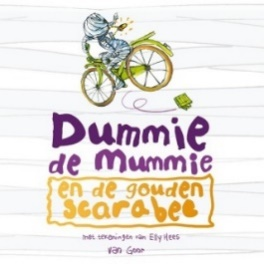 Dummie
de mummie
en de gouden
scarabee
met tekeningen van Elly Hees
van Goor